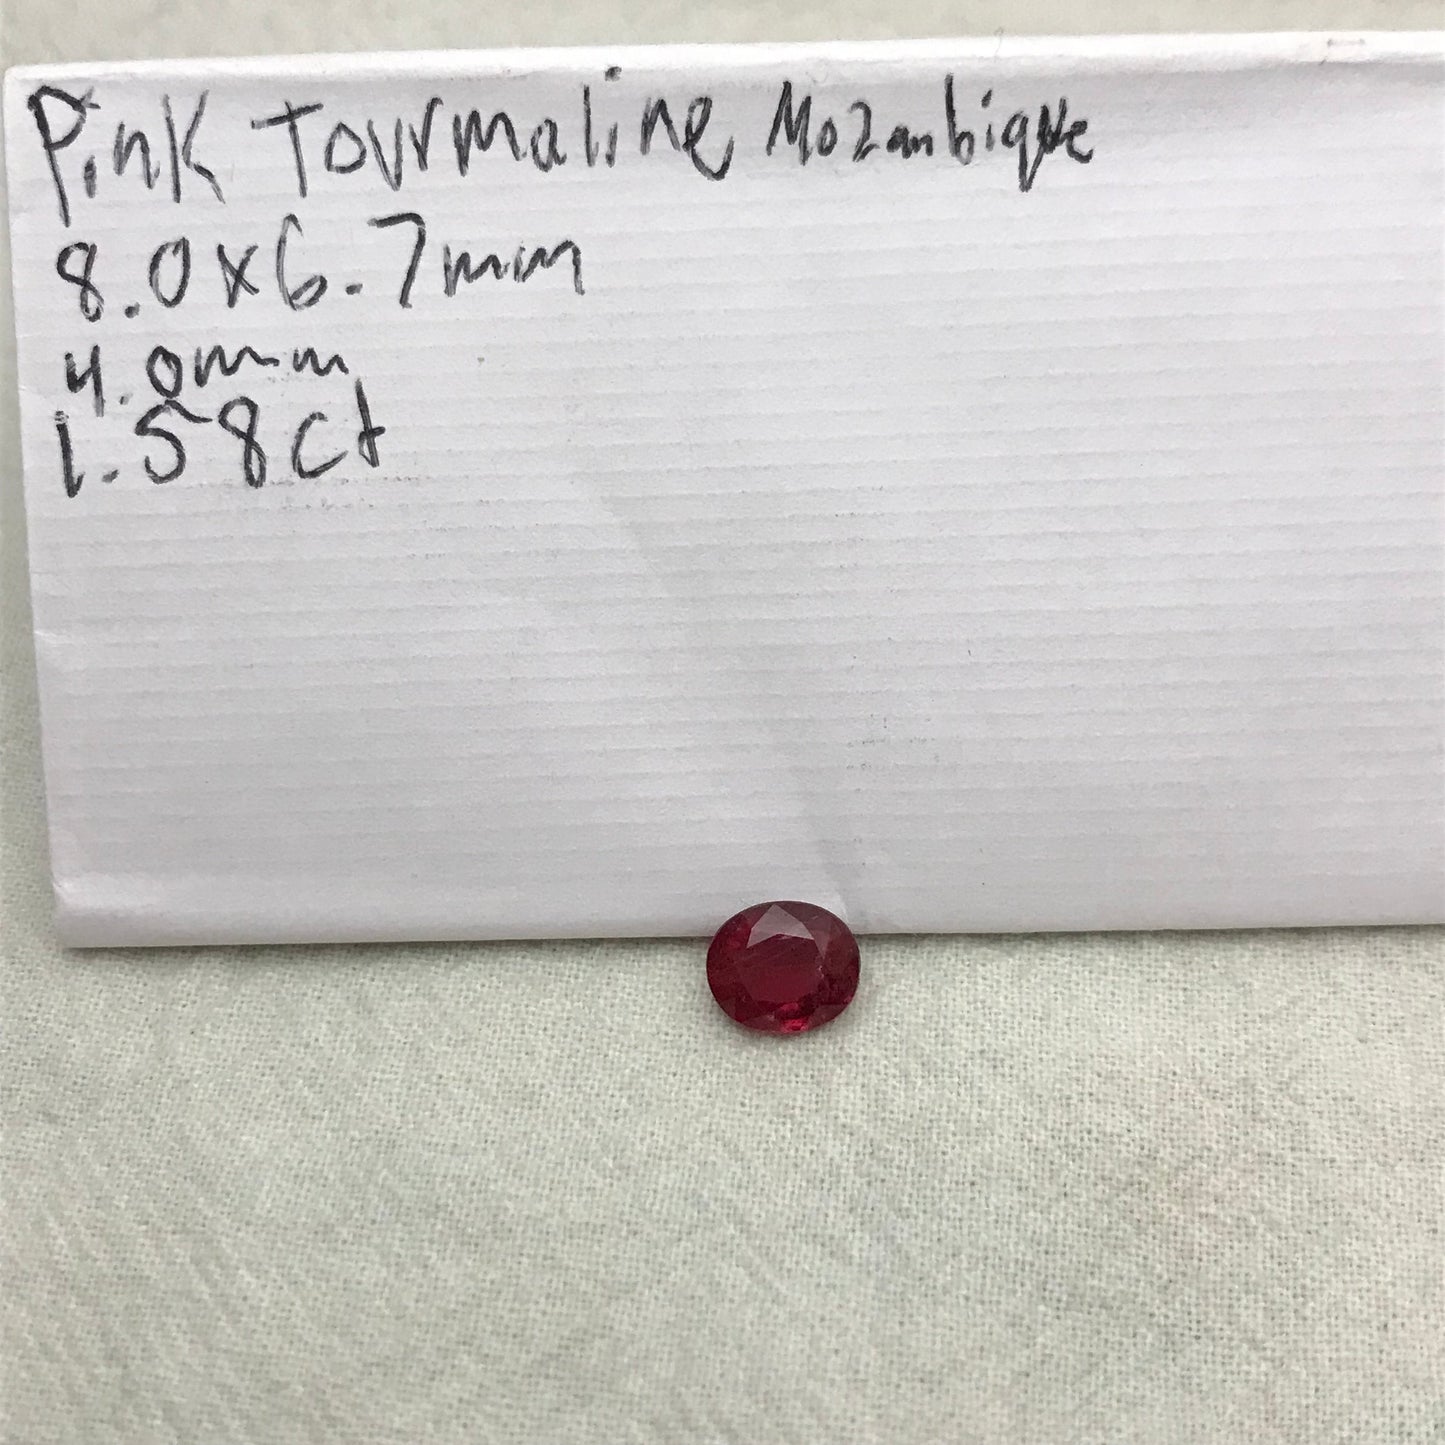 Pink Tourmaline Mozambique
8.0x6.7mm
4.0mm
1.58ct